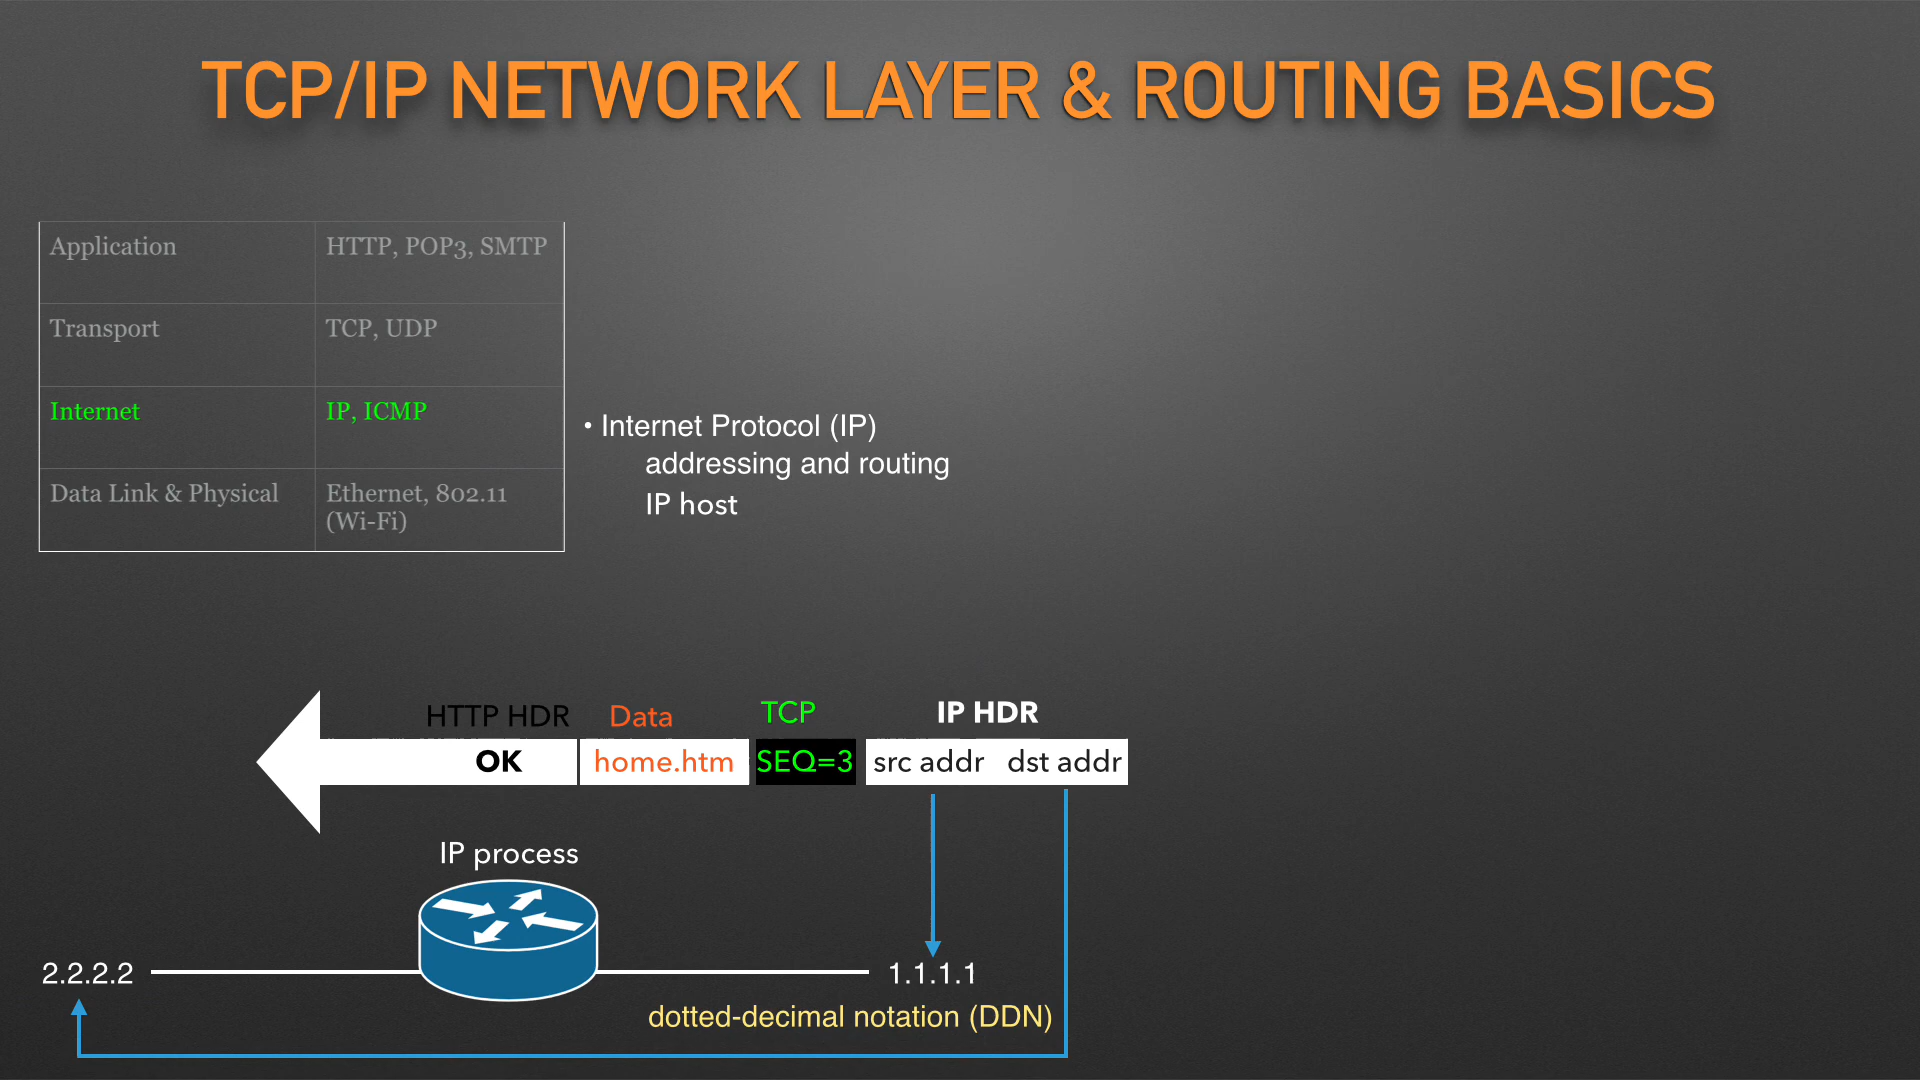 TCP/IP NETWORK LAYER & ROUTING BASICS
Application HTTP, POP3, SMTP
Transport TCP, UDP
Internet IP, ICMP
Data Link & Physical Ethernet, 802.11
(Wi-Fi)
• Internet Protocol (IP)
addressing and routing
IP host
HTTP HDR Data TCP IP HDR
OK home.htm SEQ=3 src addr dst addr
IP process
2.2.2.2 1.1.1.1
dotted-decimal notation (DDN)